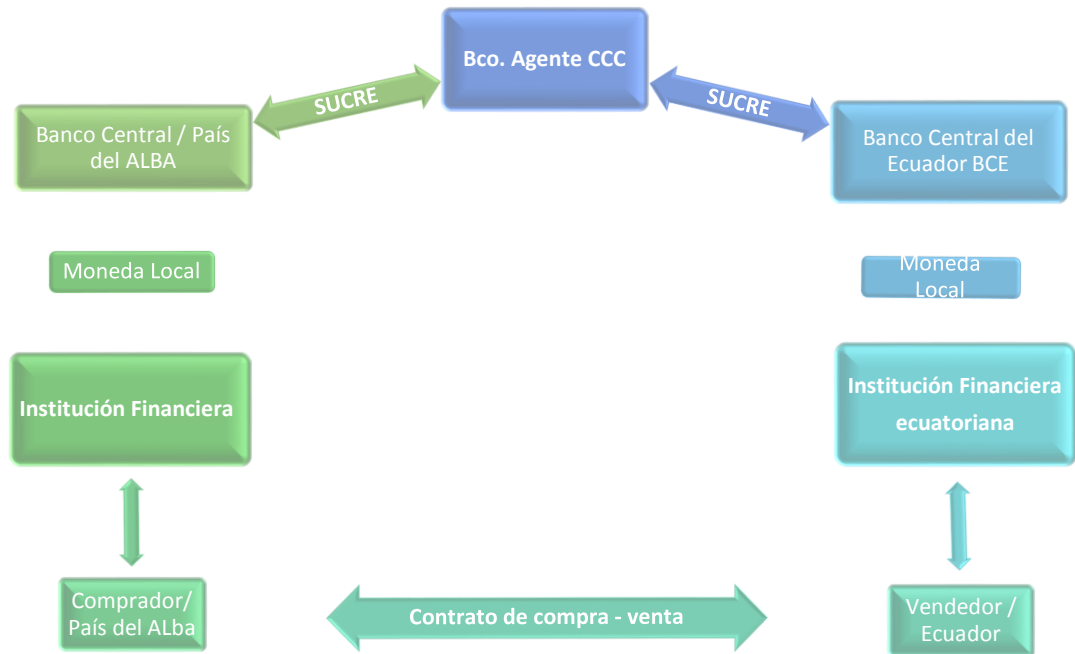 Bco. Agente CCC
SUCRE
SUCRE
Banco Central / País
del ALBA
Banco Central del
Ecuador BCE
Moneda Local
Moneda
Local
Institución Financiera
Institución Financiera
ecuatoriana
Comprador/
País del ALba
Contrato de compra - venta
Vendedor /
Ecuador